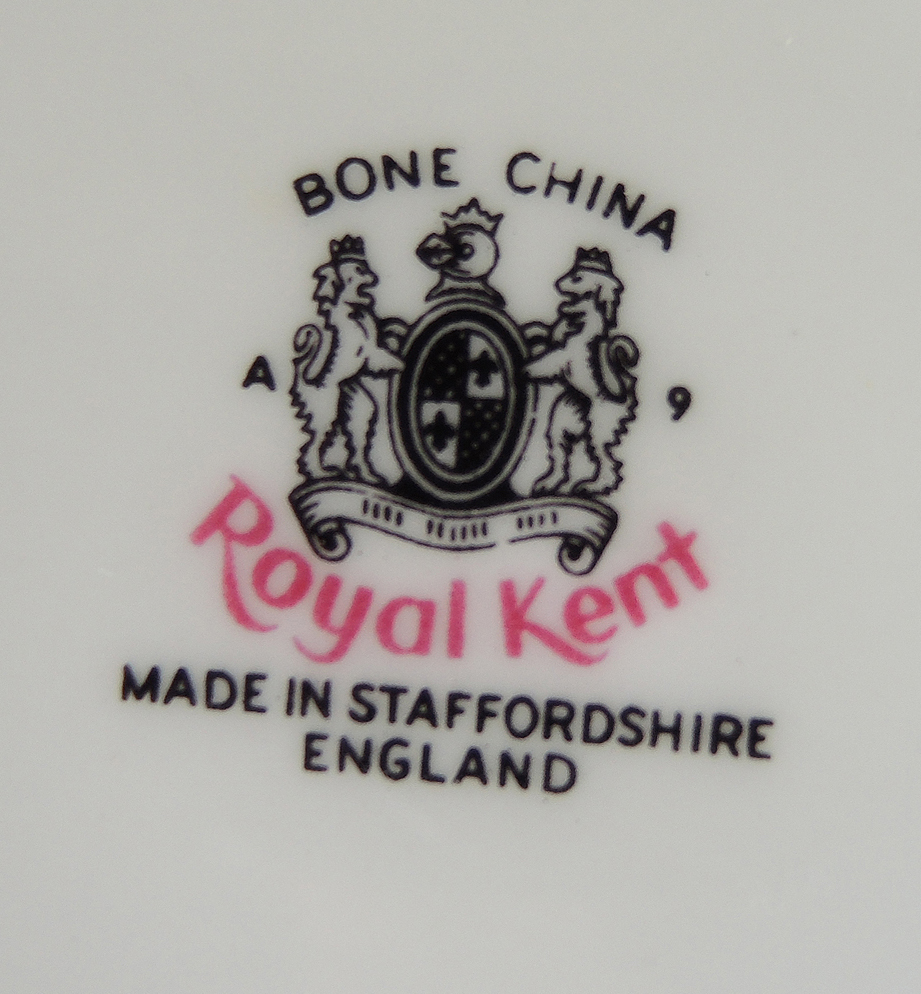 BONE CHINA
A 9
Royal Kent
MADE IN STAFFORDSHIRE
ENGLAND